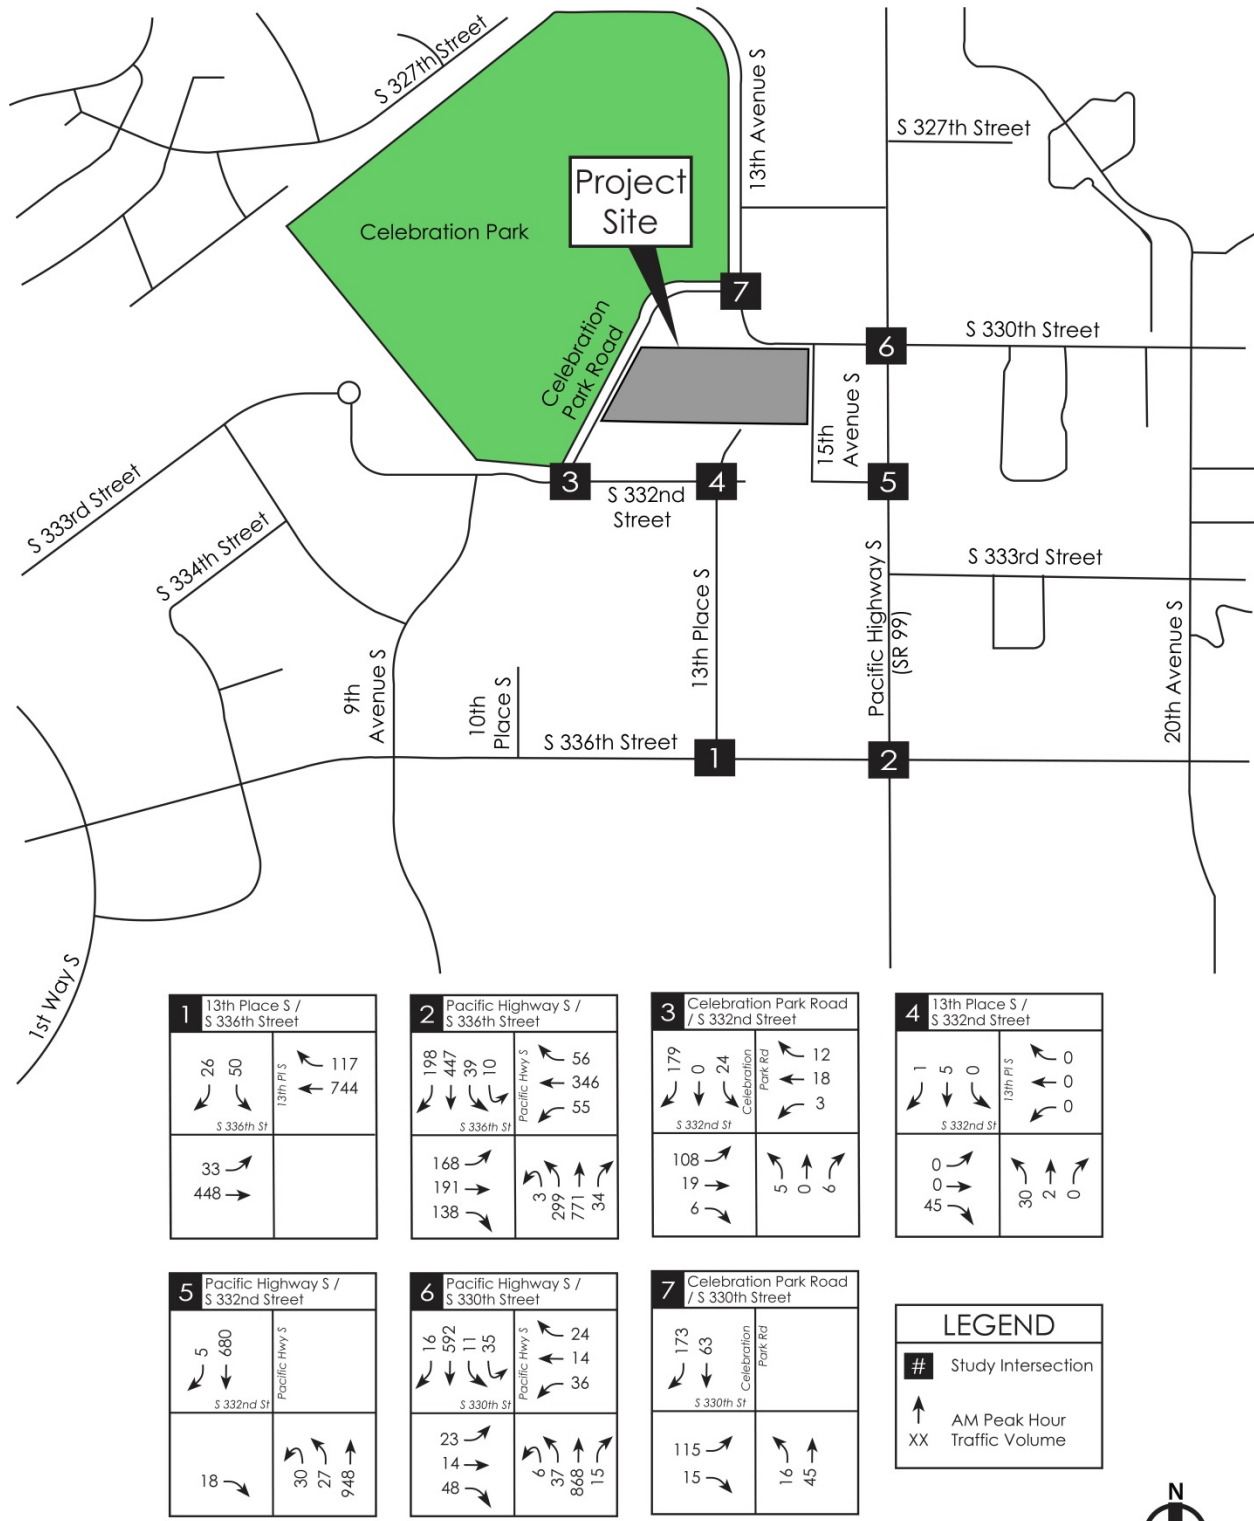 S 327th Street
13th Avenue S
S 327th Street
Project
Site
Celebration Park
7
S 330th Street
6
Celebration
Park Road
15th
Avenue S
3
4
5
S 332nd
Street
S 333rd Street
S 334th Street
S 333rd Street
13th Place S
Pacific Highway S
(SR 99)
20th Avenue S
9th
Avenue S
10th
Place S
S 336th Street
1
2
1st Way S
1
13th Place S /
S 336th Street
26
50
13th Pl S
117
744
S 336th St
33
448
2
Pacific Highway S /
S 336th Street
198
447
39
10
Pacific Hwy S
56
346
55
S 336th St
168
191
138
3
299
771
34
3
Celebration Park Road
/ S 332nd Street
179
0
24
Celebration
Park Rd
12
18
3
S 332nd St
108
19
6
5
0
6
4
13th Place S /
S 332nd Street
1
5
0
13th Pl S
0
0
0
S 332nd St
0
0
45
30
2
0
5
Pacific Highway S /
S 332nd Street
5
680
Pacific Hwy S
S 332nd St
18
30
27
948
6
Pacific Highway S /
S 330th Street
16
592
11
35
Pacific Hwy S
24
14
36
S 330th St
23
14
48
6
37
868
15
7
Celebration Park Road
/ S 330th Street
173
63
Celebration
Park Rd
S 330th St
115
15
16
45
LEGEND
# Study Intersection
AM Peak Hour
XX Traffic Volume
N